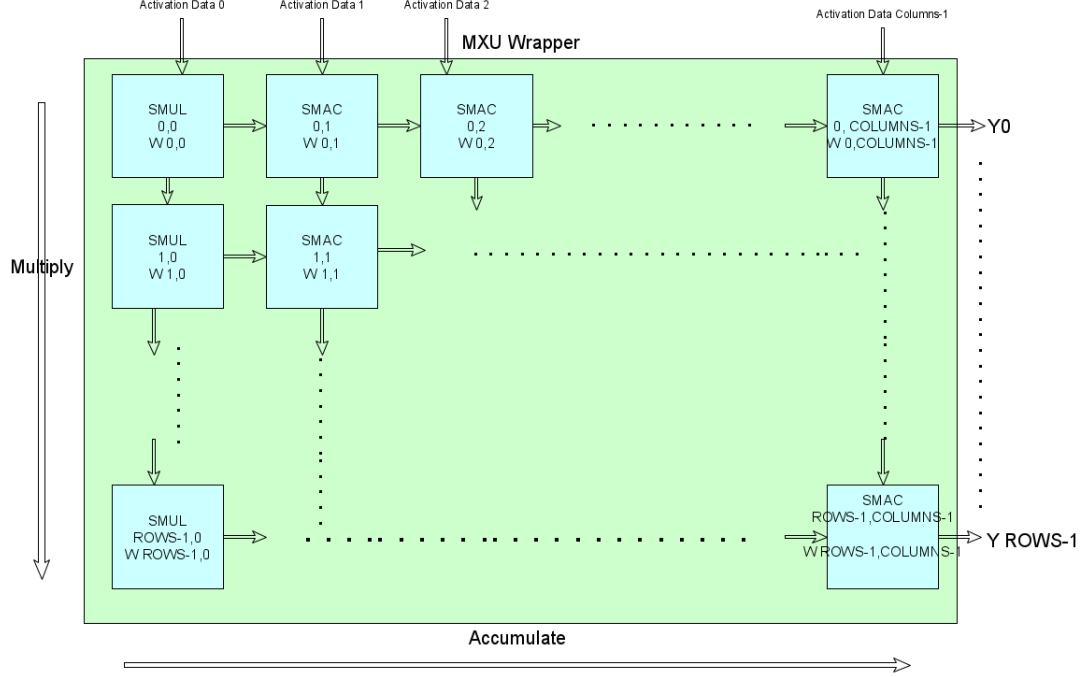 Activation Data 0
Activation Data 1
Activation Data 2
Activation Data Columns-1
MXU Wrapper
SMUL
0,0
W 0,0
SMAC
0,1
W 0,1
SMAC
0,2
W 0,2
SMAC
0, COLUMNS-1
W 0,COLUMNS-1
Y0
SMUL
1,0
W 1,0
SMAC
1,1
W 1,1
Multiply
SMUL
ROWS-1,0
W ROWS-1,0
SMAC
ROWS-1,COLUMNS-1
W ROWS-1,COLUMNS-1
Y ROWS-1
Accumulate